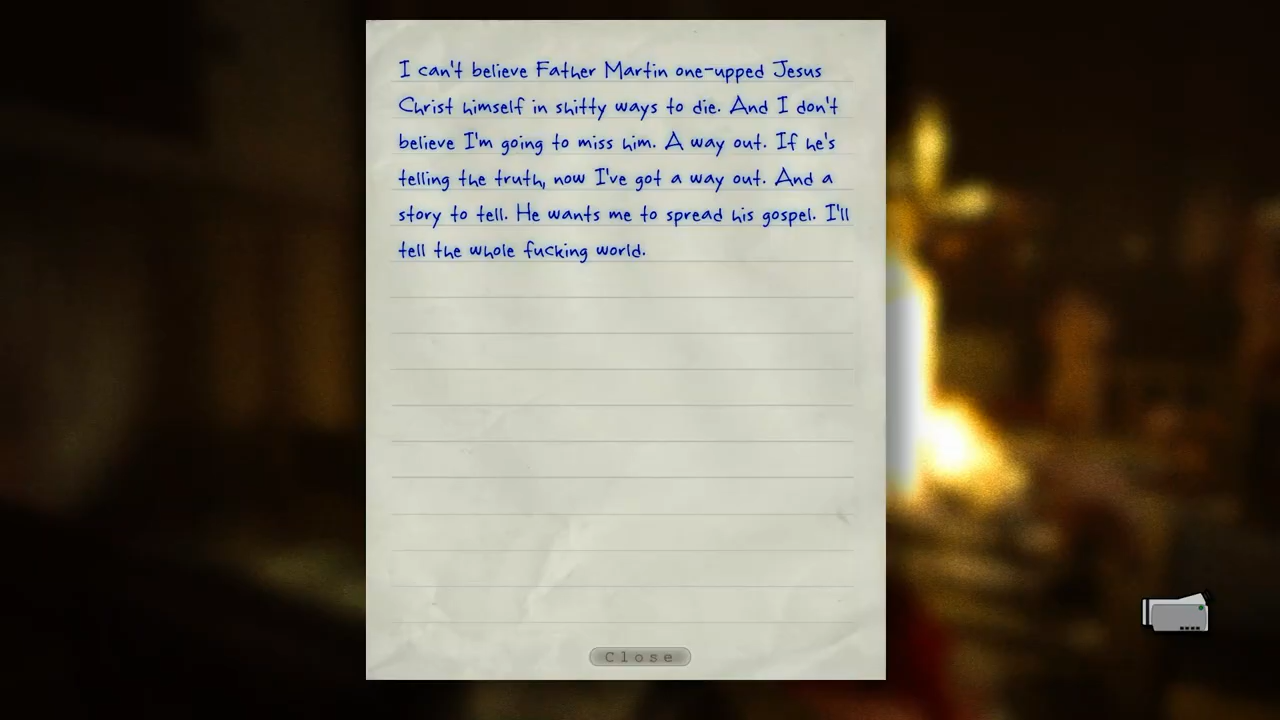 I can't believe Father Martin one-upped Jesus
Christ himself in shitty ways to die. And I don't
believe I'm going to miss him. A way out. If he's
telling the truth, now I've got a way out. And a
story to tell. He wants me to spread his gospel. I'll
tell the whole fucking world.
Close